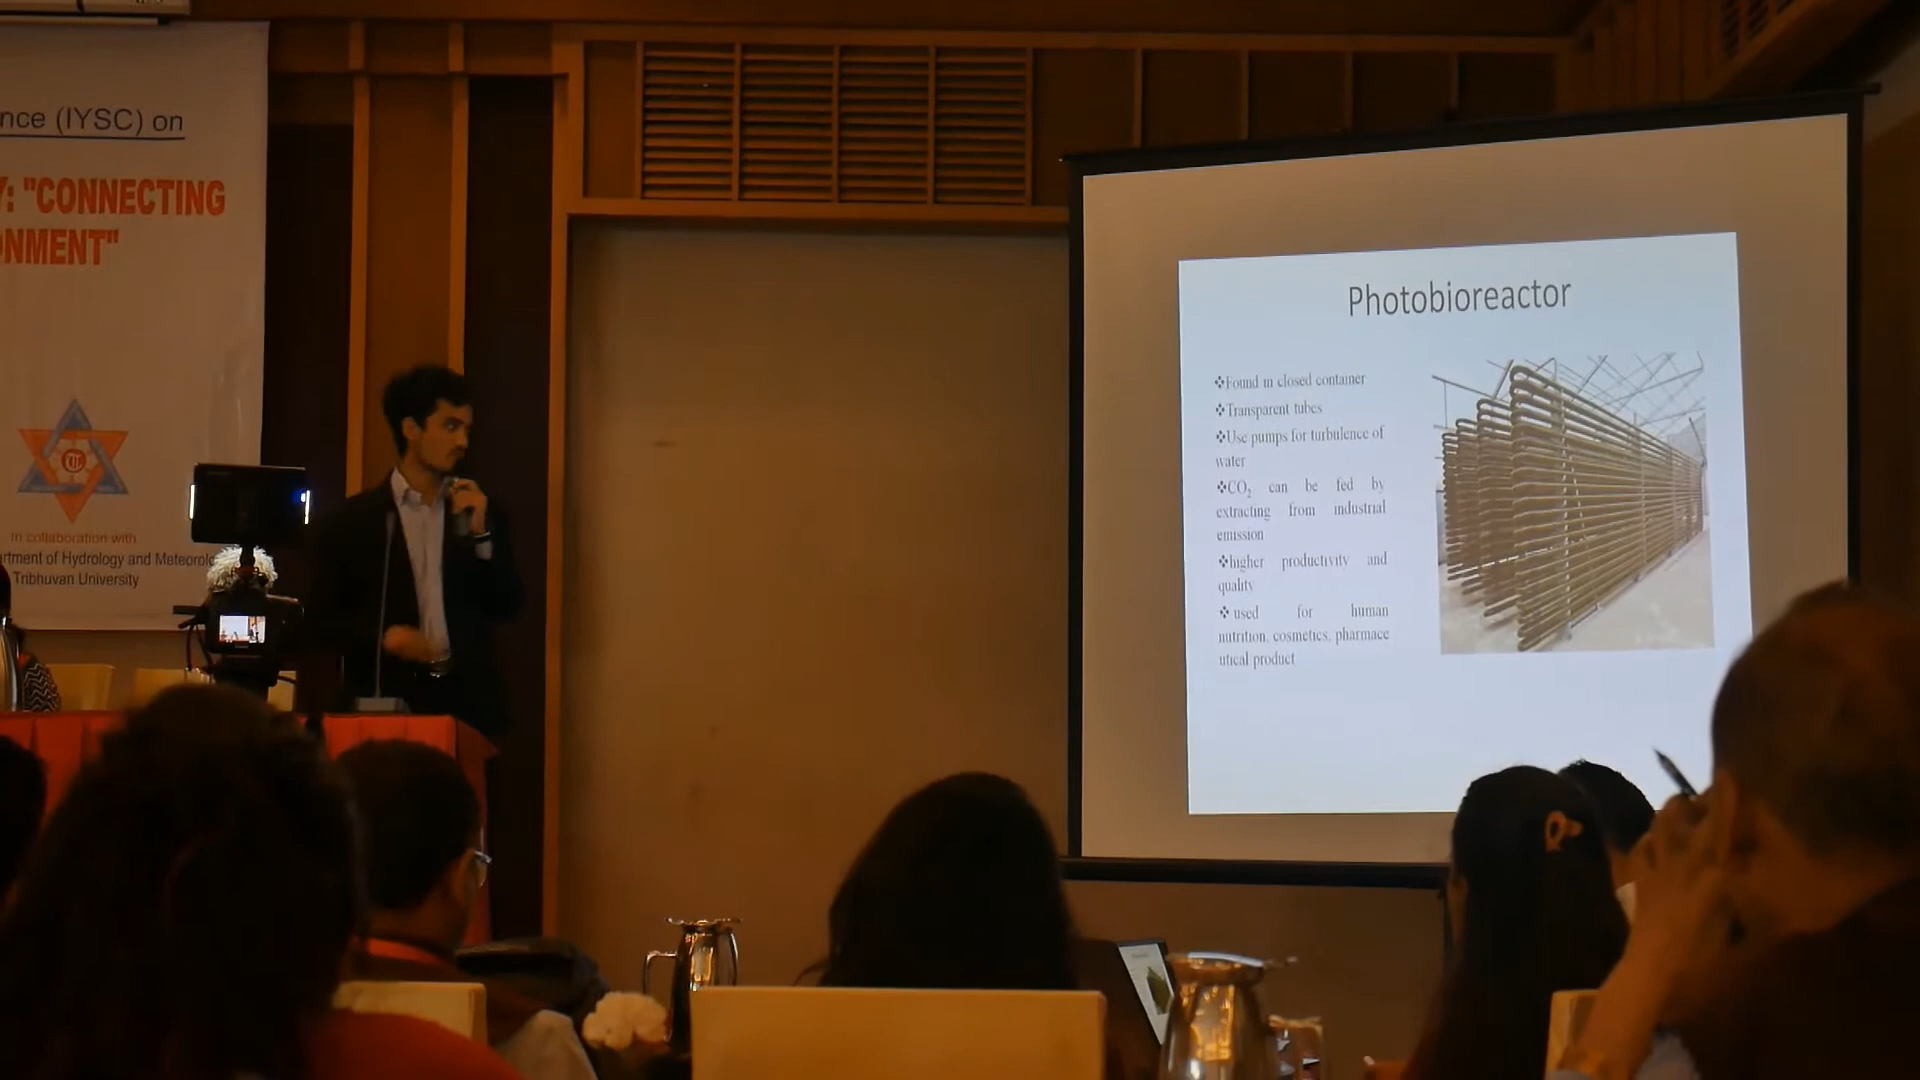 nce (IYSC) on
Y: "CONNECTING
ONMENT"
In collaboration with
artment of Hydrology and Meteorolo
Tribhuvan University
Photobioreactor
❖Found in closed container
❖Transparent tubes
❖Use pumps for turbulence of
water
❖CO₂ can be fed by
extracting from industrial
emission
❖higher productivity and
quality
❖ used for human
nutrition, cosmetics, pharmace
utical product